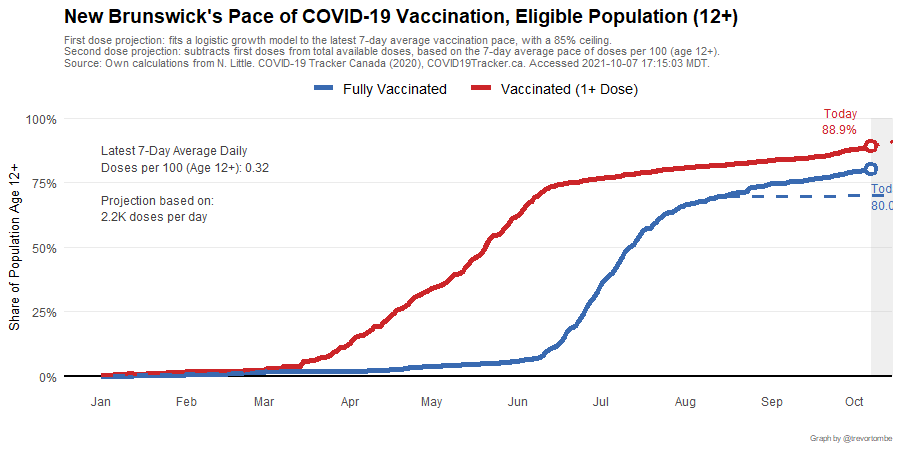 New Brunswick's Pace of COVID-19 Vaccination, Eligible Population (12+)
First dose projection: fits a logistic growth model to the latest 7-day average vaccination pace, with a 85% ceiling.
Second dose projection: subtracts first doses from total available doses, based on the 7-day average pace of doses per 100 (age 12+).
Source: Own calculations from N. Little. COVID-19 Tracker Canada (2020), COVID19Tracker.ca. Accessed 2021-10-07 17:15:03 MDT.
Fully Vaccinated
Vaccinated (1+ Dose)
Today
88.9%
100%
Latest 7-Day Average Daily
Doses per 100 (Age 12+): 0.32
75%
Tod
80.0
Projection based on:
2.2K doses per day
50%
25%
0%
Share of Population Age 12+
Jan
Feb
Mar
Apr
May
Jun
Jul
Aug
Sep
Oct
Graph by @trevortombe